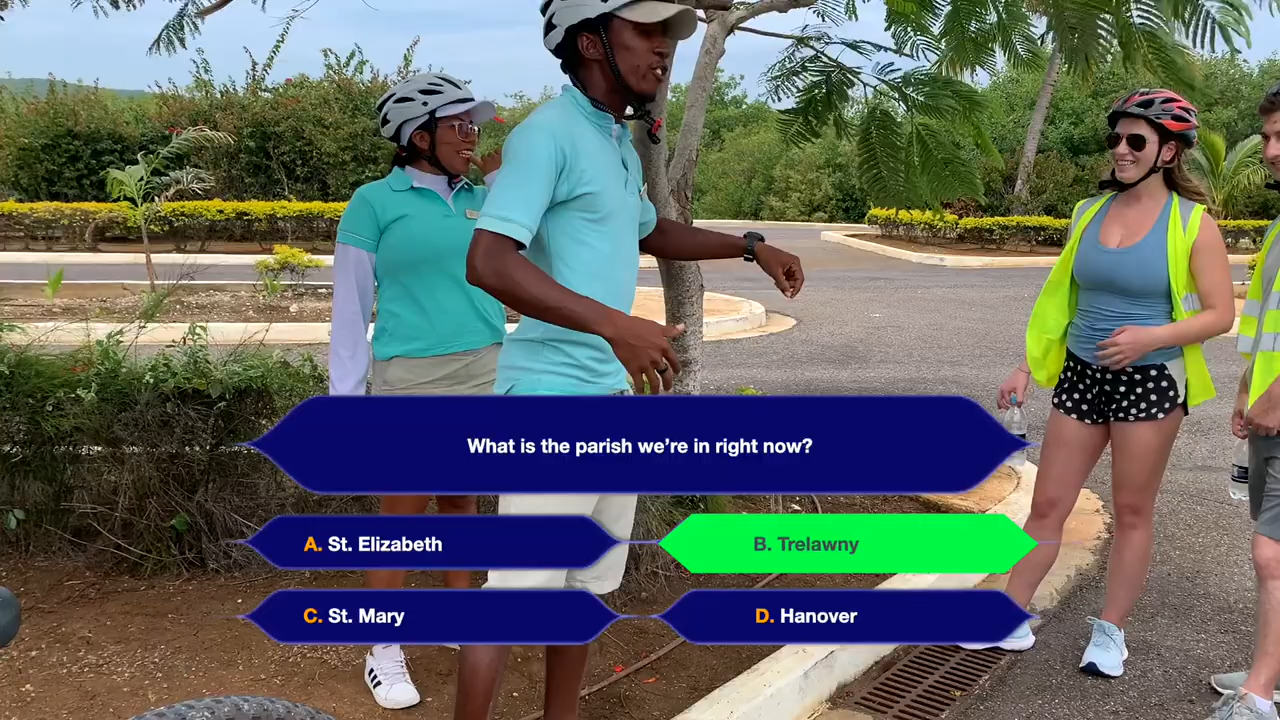 What is the parish we're in right now?
A. St. Elizabeth
B. Trelawny
C. St. Mary
D. Hanover